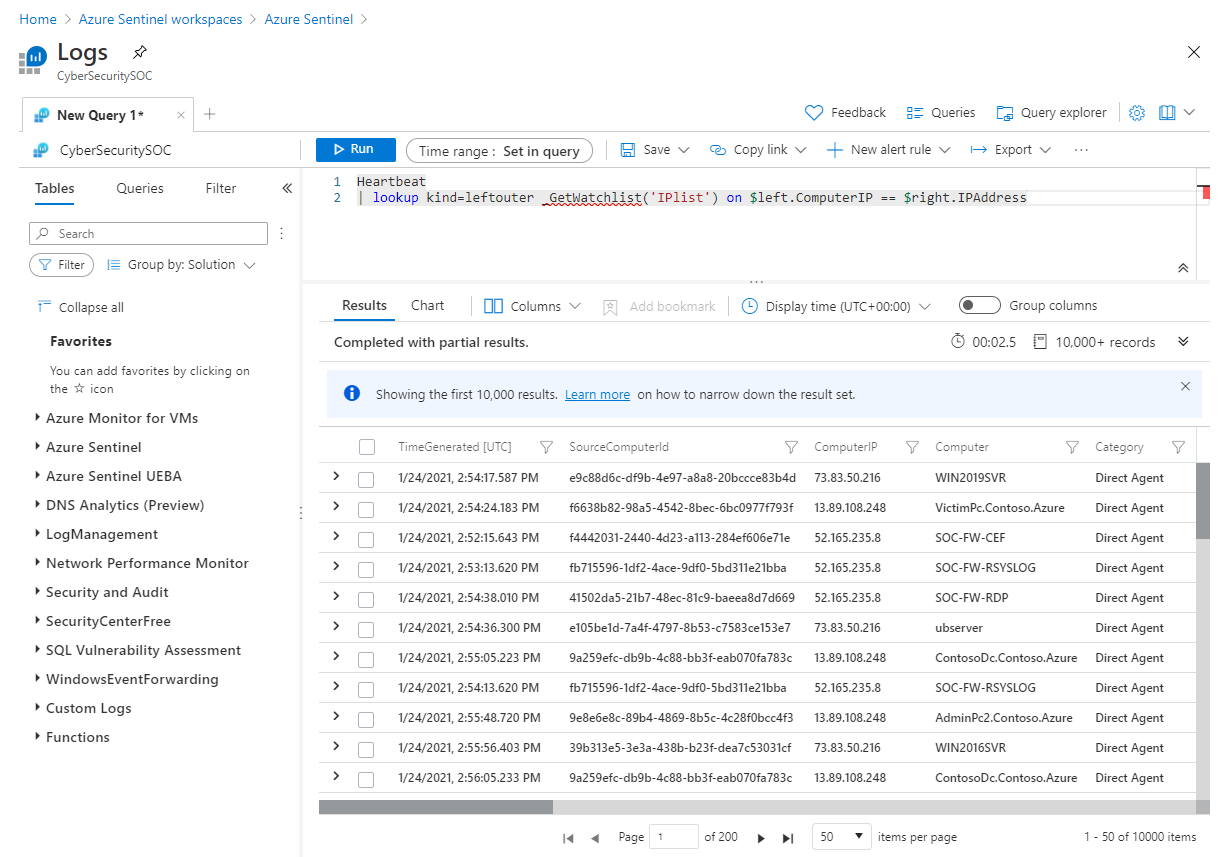 Home > Azure Sentinel workspaces > Azure Sentinel >
Logs
CyberSecuritySOC
New Query 1*
Feedback Queries Query explorer
CyberSecuritySOC
Run Time range : Set in query Save Copy link New alert rule Export ...
Tables Queries Filter
1 Heartbeat
2 | lookup kind=leftouter _GetWatchlist('IPlist') on $left.ComputerIP == $right.IPAddress
Search
Filter Group by: Solution
Collapse all
Favorites
You can add favorites by clicking on
the ☆ icon
Azure Monitor for VMs
Azure Sentinel
Azure Sentinel UEBA
DNS Analytics (Preview)
LogManagement
Network Performance Monitor
Security and Audit
SecurityCenterFree
SQL Vulnerability Assessment
WindowsEventForwarding
Custom Logs
Functions
Results Chart Columns Add bookmark Display time (UTC+00:00) Group columns
Completed with partial results. 00:02.5 10,000+ records
Showing the first 10,000 results. Learn more on how to narrow down the result set.
TimeGenerated [UTC] SourceComputerId ComputerIP Computer Category
1/24/2021, 2:54:17.587 PM e9c88d6c-df9b-4e97-a8a8-20bccce83b4d 73.83.50.216 WIN2019SVR Direct Agent
1/24/2021, 2:54:24.183 PM f6638b82-98a5-4542-8bec-6bc0977f793f 13.89.108.248 VictimPc.Contoso.Azure Direct Agent
1/24/2021, 2:52:15.643 PM f4442031-2440-4d23-a113-284ef606e71e 52.165.235.8 SOC-FW-CEF Direct Agent
1/24/2021, 2:53:13.620 PM fb715596-1df2-4ace-9df0-5bd311e21bba 52.165.235.8 SOC-FW-RSYSLOG Direct Agent
1/24/2021, 2:54:38.010 PM 41502da5-21b7-48ec-81c9-baeea8d7d669 52.165.235.8 SOC-FW-RDP Direct Agent
1/24/2021, 2:54:36.300 PM e105be1d-7a4f-4797-8b53-c7583ce153e7 73.83.50.216 ubserver Direct Agent
1/24/2021, 2:55:05.223 PM 9a259efc-db9b-4c88-bb3f-eab070fa783c 13.89.108.248 ContosoDc.Contoso.Azure Direct Agent
1/24/2021, 2:54:13.620 PM fb715596-1df2-4ace-9df0-5bd311e21bba 52.165.235.8 SOC-FW-RSYSLOG Direct Agent
1/24/2021, 2:55:48.720 PM 9e8e6e8c-89b4-4869-8b5c-4c28f0bcc4f3 13.89.108.248 AdminPc2.Contoso.Azure Direct Agent
1/24/2021, 2:55:56.403 PM 39b313e5-3e3a-438b-b23f-dea7c53031cf 73.83.50.216 WIN2016SVR Direct Agent
1/24/2021, 2:56:05.233 PM 9a259efc-db9b-4c88-bb3f-eab070fa783c 13.89.108.248 ContosoDc.Contoso.Azure Direct Agent
Page 1 of 200 50 items per page 1 - 50 of 10000 items